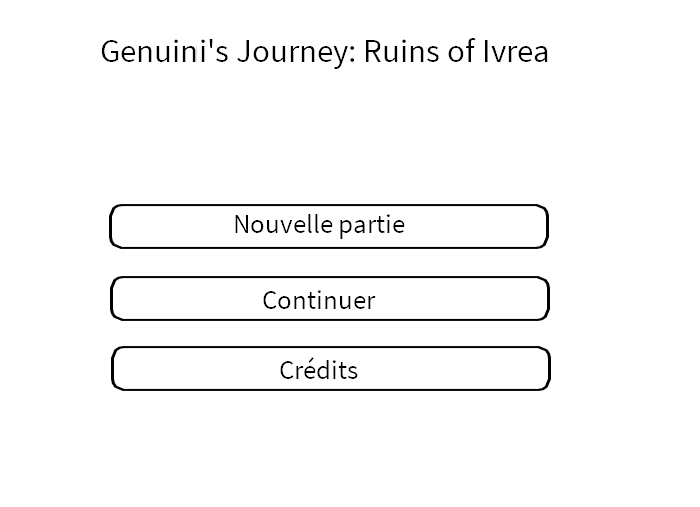 Genuini's Journey: Ruins of Ivrea
Nouvelle partie
Continuer
Crédits